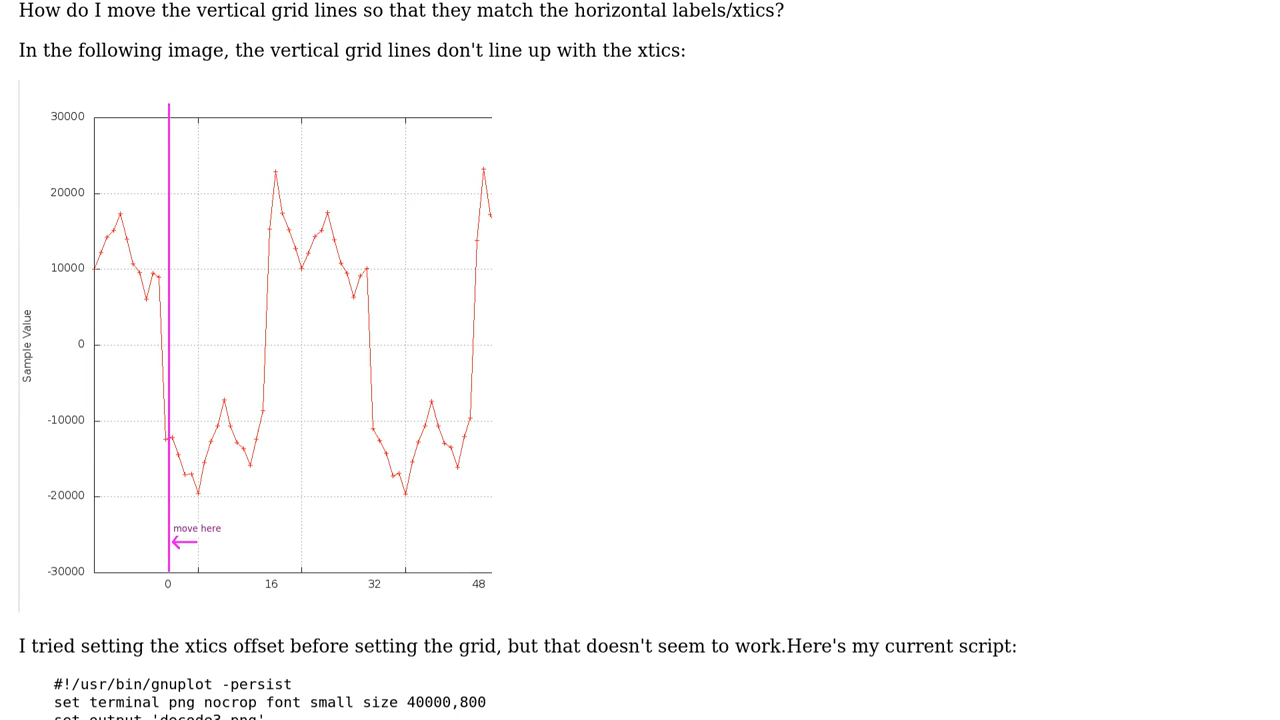 How do I move the vertical grid lines so that they match the horizontal labels/xtics?
In the following image, the vertical grid lines don't line up with the xtics:
30000
20000
10000
0
-10000
-20000
-30000
Sample Value
move here
0 16 32 48
I tried setting the xtics offset before setting the grid, but that doesn't seem to work.Here's my current script:
#!/usr/bin/gnuplot -persist
set terminal png nocrop font small size 40000,800
set output 'decode3.png'